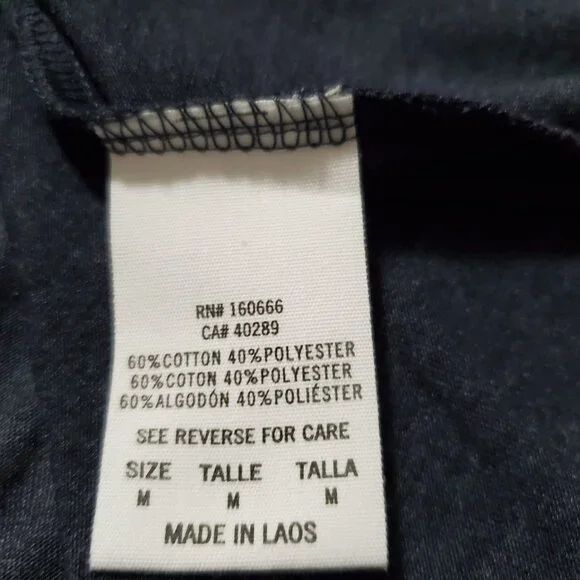 RN# 160666
CA# 40289
60%COTTON 40%POLYESTER
60%COTON 40%POLYESTER
60%ALGODÓN 40%POLIÉSTER
SEE REVERSE FOR CARE
SIZE TALLE TALLA
M M M
MADE IN LAOS